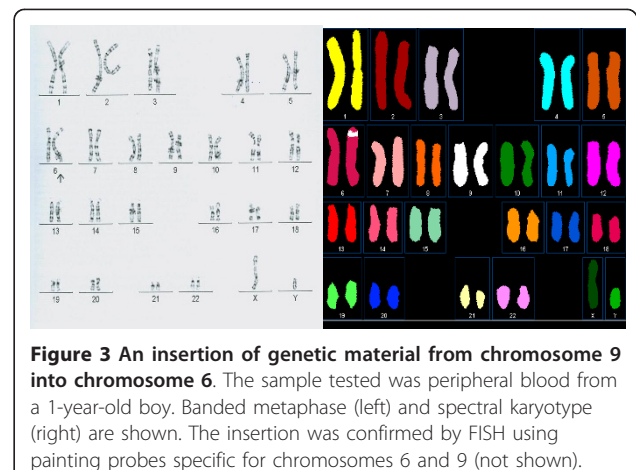 1 2 3 4 5
6 7 8 9 10 11 12
13 14 15 16 17 18
19 20 21 22 X Y
1 2 3 4 5
6 7 8 9 10 11 12
13 14 15 16 17 18
19 20 21 22 X Y
Figure 3 An insertion of genetic material from chromosome 9
into chromosome 6. The sample tested was peripheral blood from
a 1-year-old boy. Banded metaphase (left) and spectral karyotype
(right) are shown. The insertion was confirmed by FISH using
painting probes specific for chromosomes 6 and 9 (not shown).